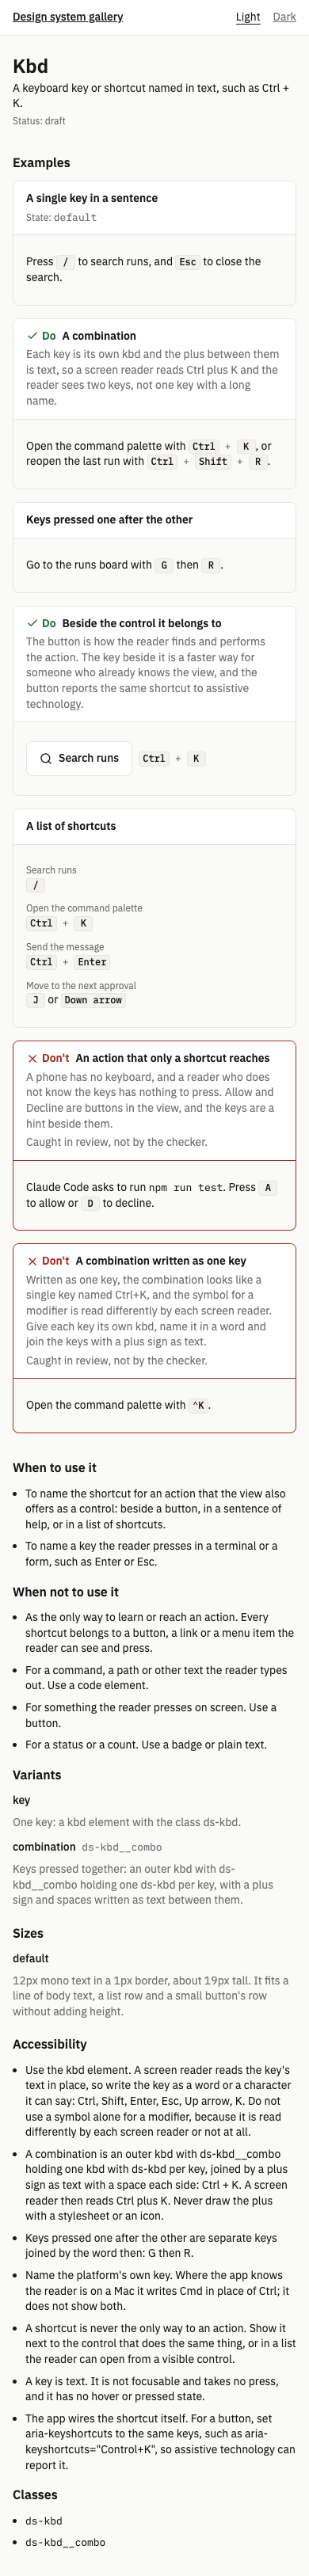 Design system gallery Light Dark
Kbd
A keyboard key or shortcut named in text, such as Ctrl +
K.
Status: draft
Examples
A single key in a sentence
State: default
Press / to search runs, and Esc to close the
search.
Do A combination
Each key is its own kbd and the plus between them
is text, so a screen reader reads Ctrl plus K and the
reader sees two keys, not one key with a long
name.
Open the command palette with Ctrl + K, or
reopen the last run with Ctrl + Shift + R.
Keys pressed one after the other
Go to the runs board with G then R.
Do Beside the control it belongs to
The button is how the reader finds and performs
the action. The key beside it is a faster way for
someone who already knows the view, and the
button reports the same shortcut to assistive
technology.
Search runs Ctrl + K
A list of shortcuts
Search runs
/
Open the command palette
Ctrl + K
Send the message
Ctrl + Enter
Move to the next approval
J or Down arrow
Don't An action that only a shortcut reaches
A phone has no keyboard, and a reader who does
not know the keys has nothing to press. Allow and
Decline are buttons in the view, and the keys are a
hint beside them.
Caught in review, not by the checker.
Claude Code asks to run npm run test. Press A
to allow or D to decline.
Don't A combination written as one key
Written as one key, the combination looks like a
single key named Ctrl+K, and the symbol for a
modifier is read differently by each screen reader.
Give each key its own kbd, name it in a word and
join the keys with a plus sign as text.
Caught in review, not by the checker.
Open the command palette with ^K.
When to use it
To name the shortcut for an action that the view also
offers as a control: beside a button, in a sentence of
help, or in a list of shortcuts.
To name a key the reader presses in a terminal or a
form, such as Enter or Esc.
When not to use it
As the only way to learn or reach an action. Every
shortcut belongs to a button, a link or a menu item the
reader can see and press.
For a command, a path or other text the reader types
out. Use a code element.
For something the reader presses on screen. Use a
button.
For a status or a count. Use a badge or plain text.
Variants
key
One key: a kbd element with the class ds-kbd.
combination ds-kbd__combo
Keys pressed together: an outer kbd with ds-
kbd__combo holding one ds-kbd per key, with a plus
sign and spaces written as text between them.
Sizes
default
12px mono text in a 1px border, about 19px tall. It fits a
line of body text, a list row and a small button's row
without adding height.
Accessibility
Use the kbd element. A screen reader reads the key's
text in place, so write the key as a word or a character
it can say: Ctrl, Shift, Enter, Esc, Up arrow, K. Do not
use a symbol alone for a modifier, because it is read
differently by each screen reader or not at all.
A combination is an outer kbd with ds-kbd__combo
holding one kbd with ds-kbd per key, joined by a plus
sign as text with a space each side: Ctrl + K. A screen
reader then reads Ctrl plus K. Never draw the plus
with a stylesheet or an icon.
Keys pressed one after the other are separate keys
joined by the word then: G then R.
Name the platform's own key. Where the app knows
the reader is on a Mac it writes Cmd in place of Ctrl; it
does not show both.
A shortcut is never the only way to an action. Show it
next to the control that does the same thing, or in a list
the reader can open from a visible control.
A key is text. It is not focusable and takes no press,
and it has no hover or pressed state.
The app wires the shortcut itself. For a button, set
aria-keyshortcuts to the same keys, such as aria-
keyshortcuts="Control+K", so assistive technology can
report it.
Classes
ds-kbd
ds-kbd__combo